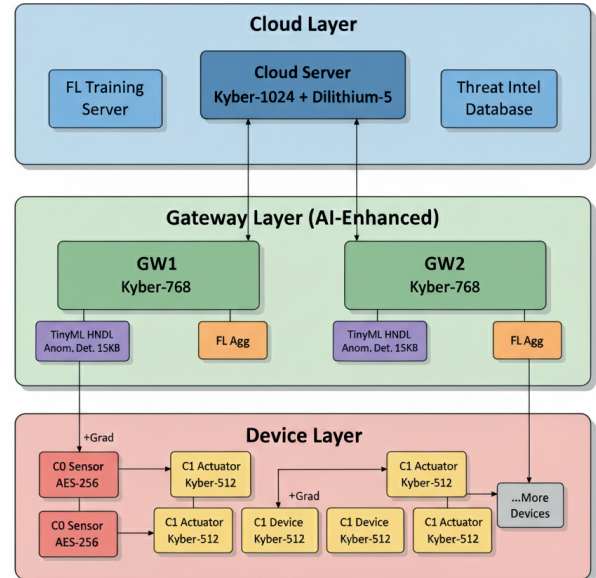 Cloud Layer
FL Training
Server
Cloud Server
Kyber-1024 + Dilithium-5
Threat Intel
Database
Gateway Layer (AI-Enhanced)
GW1
Kyber-768
GW2
Kyber-768
TinyML HNDL
Anom, Det. 15KB
FL Agg
TinyML HNDL
Anom, Det. 15KB
FL Agg
+Grad
Device Layer
C0 Sensor
AES-256
C1 Actuator
Kyber-512
C1 Actuator
Kyber-512
+Grad
...More
Devices
C0 Sensor
AES-256
C1 Actuator
Kyber-512
C1 Device
Kyber-512
C1 Device
Kyber-512
C1 Actuator
Kyber-512